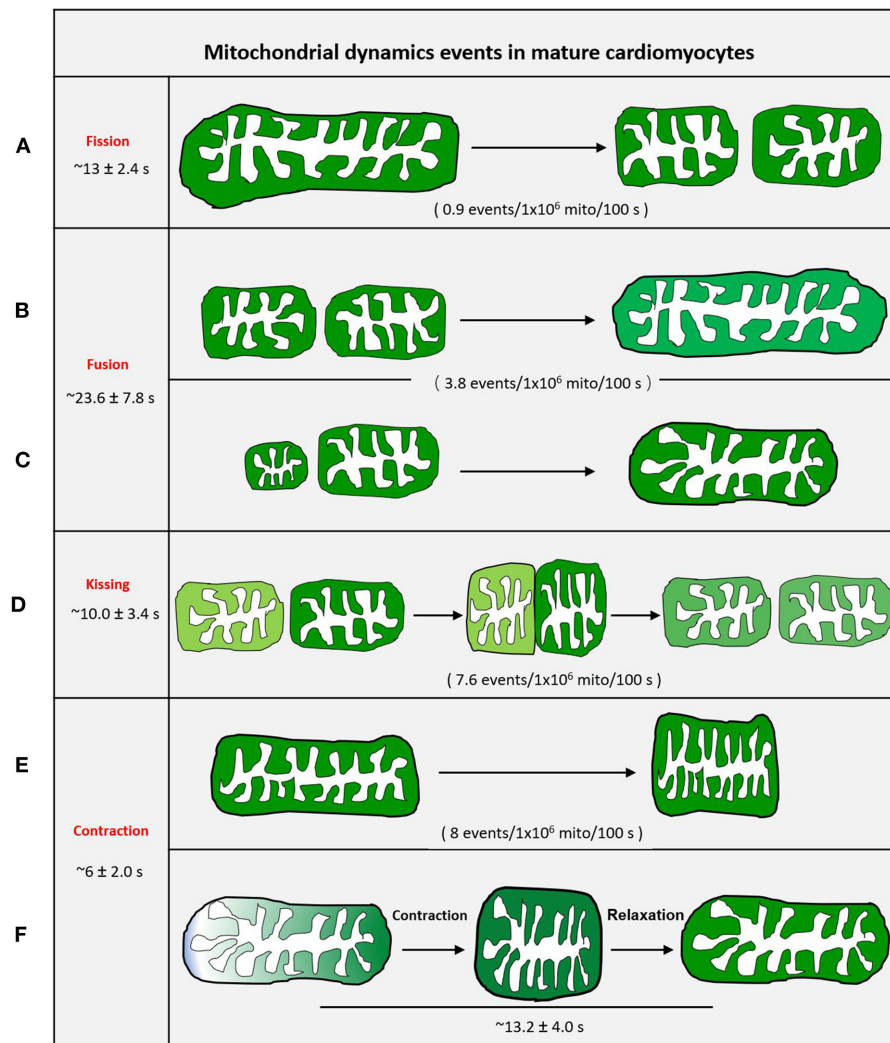 Mitochondrial dynamics events in mature cardiomyocytes
A
Fission
~13 ± 2.4 s
( 0.9 events/1x10⁶ mito/100 s )
B
Fusion
~23.6 ± 7.8 s
( 3.8 events/1x10⁶ mito/100 s )
C
D
Kissing
~10.0 ± 3.4 s
( 7.6 events/1x10⁶ mito/100 s )
E
Contraction
~6 ± 2.0 s
( 8 events/1x10⁶ mito/100 s )
F
Contraction
Relaxation
~13.2 ± 4.0 s